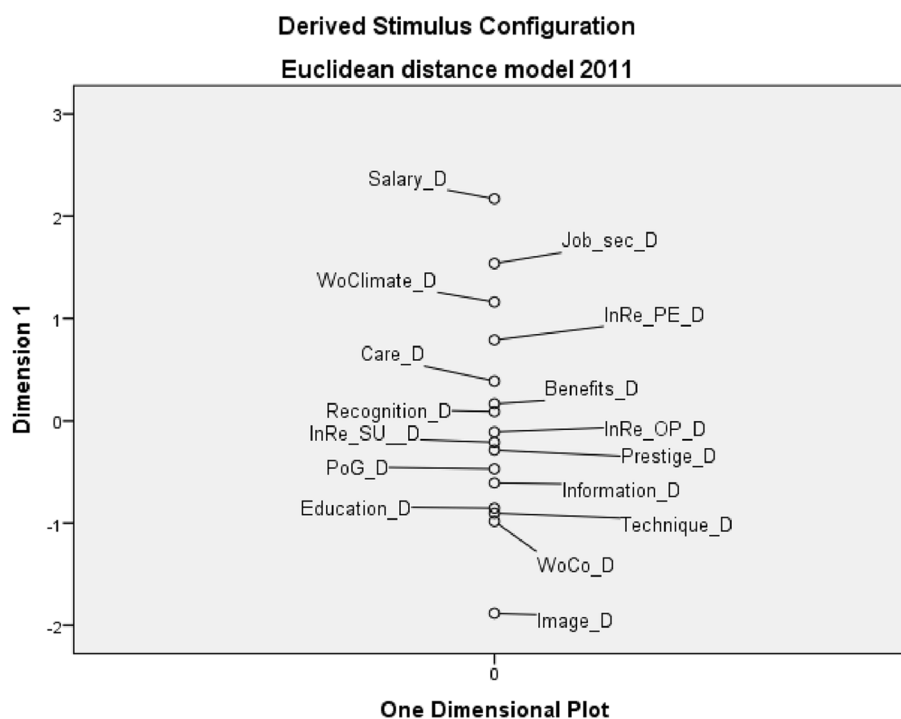 Derived Stimulus Configuration
Euclidean distance model 2011
3
Salary_D
2
Job_sec_D
WoClimate_D
InRe_PE_D
1
Care_D
Benefits_D
Recognition_D
0
InRe_OP_D
InRe_SU__D
Prestige_D
PoG_D
Information_D
Education_D
-1
Technique_D
WoCo_D
Image_D
-2
Dimension 1
0
One Dimensional Plot